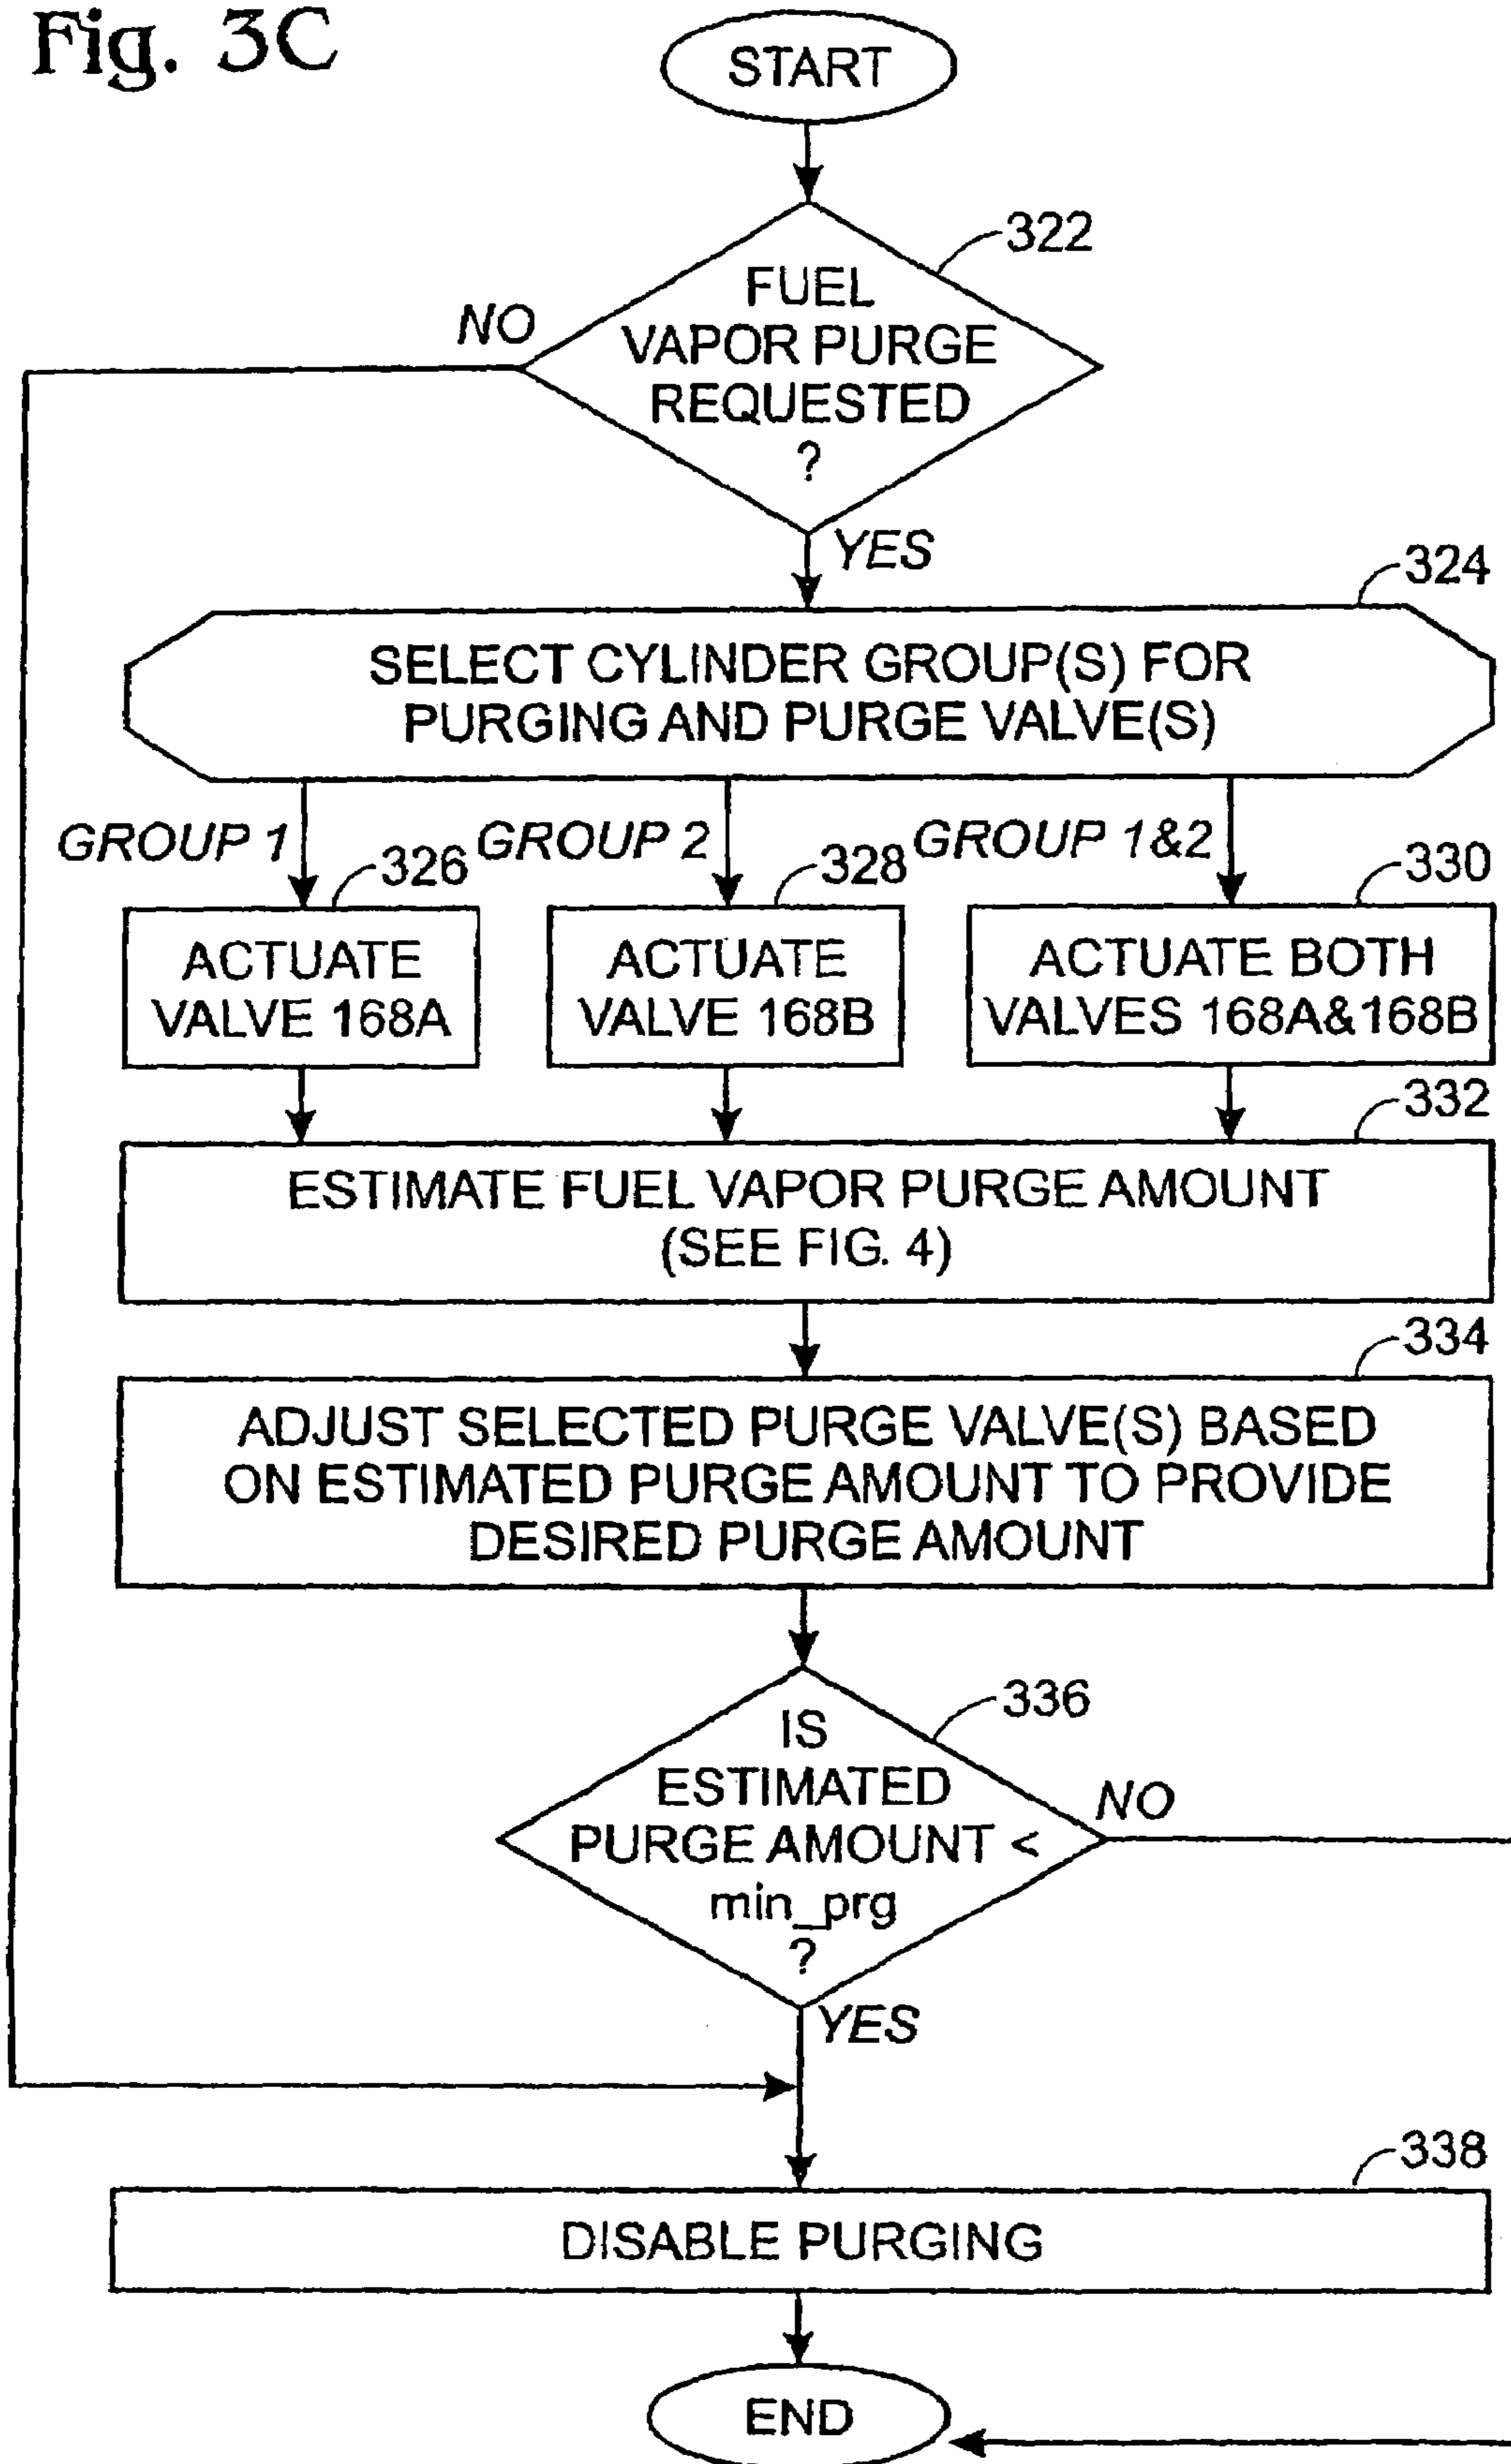 Fig. 3C
START
322
FUEL
VAPOR PURGE
REQUESTED
?
NO
YES
324
SELECT CYLINDER GROUP(S) FOR
PURGING AND PURGE VALVE(S)
GROUP 1
GROUP 2
GROUP 1&2
326
328
330
ACTUATE
VALVE 168A
ACTUATE
VALVE 168B
ACTUATE BOTH
VALVES 168A&168B
332
ESTIMATE FUEL VAPOR PURGE AMOUNT
(SEE FIG. 4)
334
ADJUST SELECTED PURGE VALVE(S) BASED
ON ESTIMATED PURGE AMOUNT TO PROVIDE
DESIRED PURGE AMOUNT
336
IS
ESTIMATED
PURGE AMOUNT <
min_prg
?
NO
YES
338
DISABLE PURGING
END